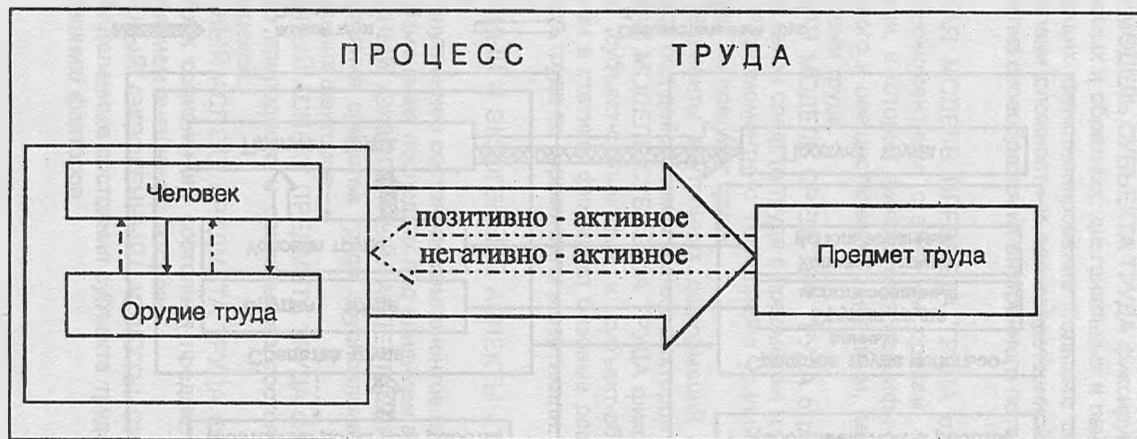 ПРОЦЕСС ТРУДА
Человек
позитивно - активное
негативно - активное
Предмет труда
Орудие труда